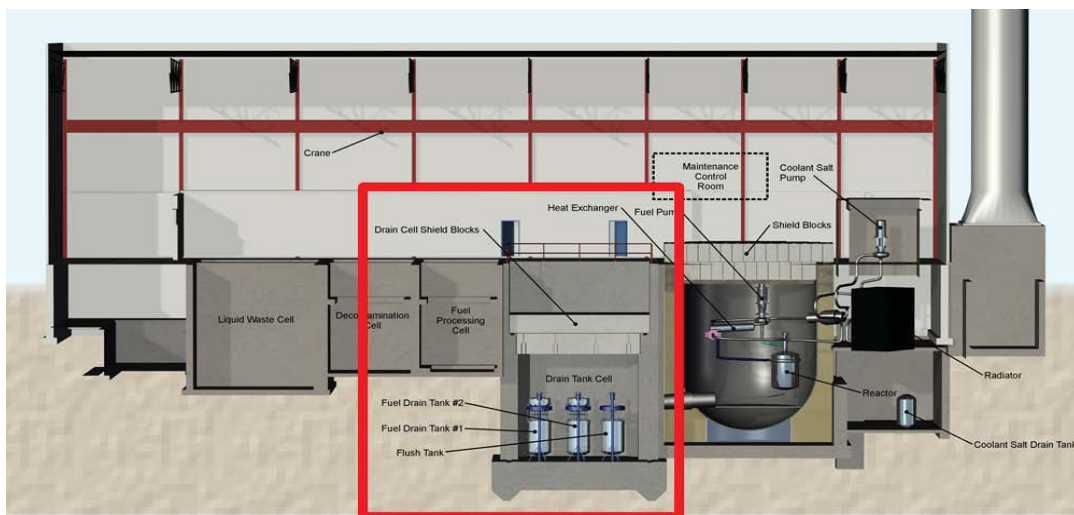 Crane
Maintenance
Control
Room
Coolant Salt
Pump
Heat Exchanger
Fuel Pump
Drain Cell Shield Blocks
Shield Blocks
Liquid Waste Cell
Decontamination
Cell
Fuel
Processing
Cell
Drain Tank Cell
Radiator
Reactor
Fuel Drain Tank #2
Fuel Drain Tank #1
Flush Tank
Coolant Salt Drain Tank